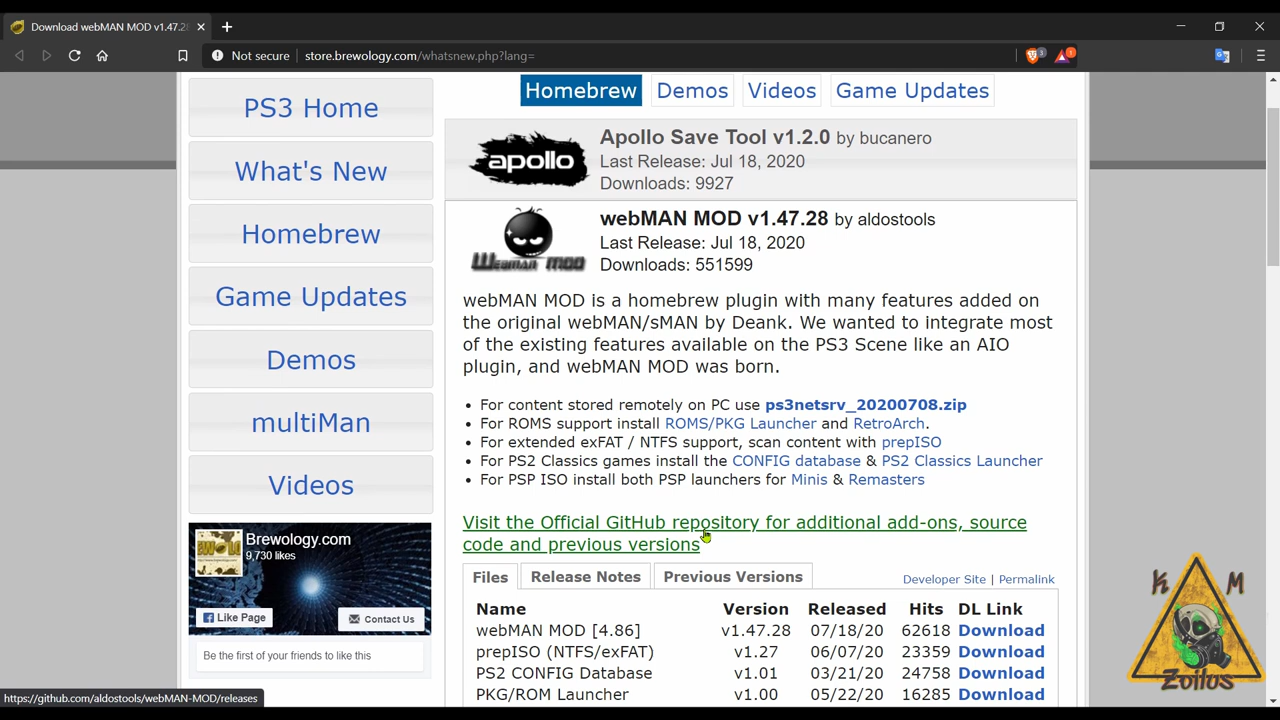 Download webMAN MOD v1.47.28
Not secure
store.brewology.com/whatsnew.php?lang=
3
1
PS3 Home
What's New
Homebrew
Game Updates
Demos
multiMan
Videos
Brewology.com
9,730 likes
Like Page
Contact Us
Be the first of your friends to like this
Homebrew
Demos
Videos
Game Updates
apollo
Apollo Save Tool v1.2.0 by bucanero
Last Release: Jul 18, 2020
Downloads: 9927
Webman MOD
webMAN MOD v1.47.28 by aldostools
Last Release: Jul 18, 2020
Downloads: 551599
webMAN MOD is a homebrew plugin with many features added on
the original webMAN/sMAN by Deank. We wanted to integrate most
of the existing features available on the PS3 Scene like an AIO
plugin, and webMAN MOD was born.
• For content stored remotely on PC use ps3netsrv_20200708.zip
• For ROMS support install ROMS/PKG Launcher and RetroArch.
• For extended exFAT / NTFS support, scan content with prepISO
• For PS2 Classics games install the CONFIG database & PS2 Classics Launcher
• For PSP ISO install both PSP launchers for Minis & Remasters
Visit the Official GitHub repository for additional add-ons, source
code and previous versions
Files
Release Notes
Previous Versions
Developer Site | Permalink
Name Version Released Hits DL Link
webMAN MOD [4.86] v1.47.28 07/18/20 62618 Download
prepISO (NTFS/exFAT) v1.27 06/07/20 23359 Download
PS2 CONFIG Database v1.01 03/21/20 24758 Download
PKG/ROM Launcher v1.00 05/22/20 16285 Download
https://github.com/aldostools/webMAN-MOD/releases
K M
Zoilus